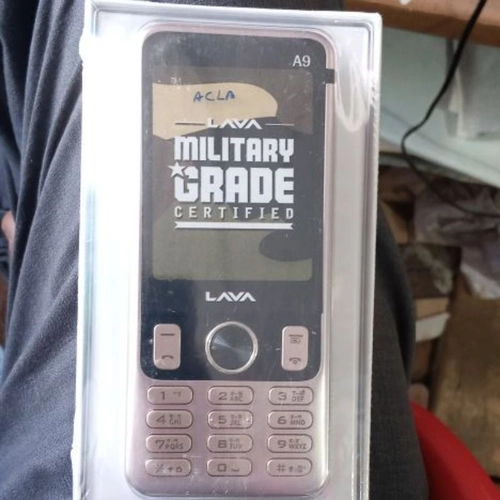 A9
ACLA
LAVA
MILITARY
GRADE
CERTIFIED
LAVA
1
2 ABC
3 DEF
4 GHI
5 JKL
6 MNO
7 PQRS
8 TUV
9 WXYZ
0
#